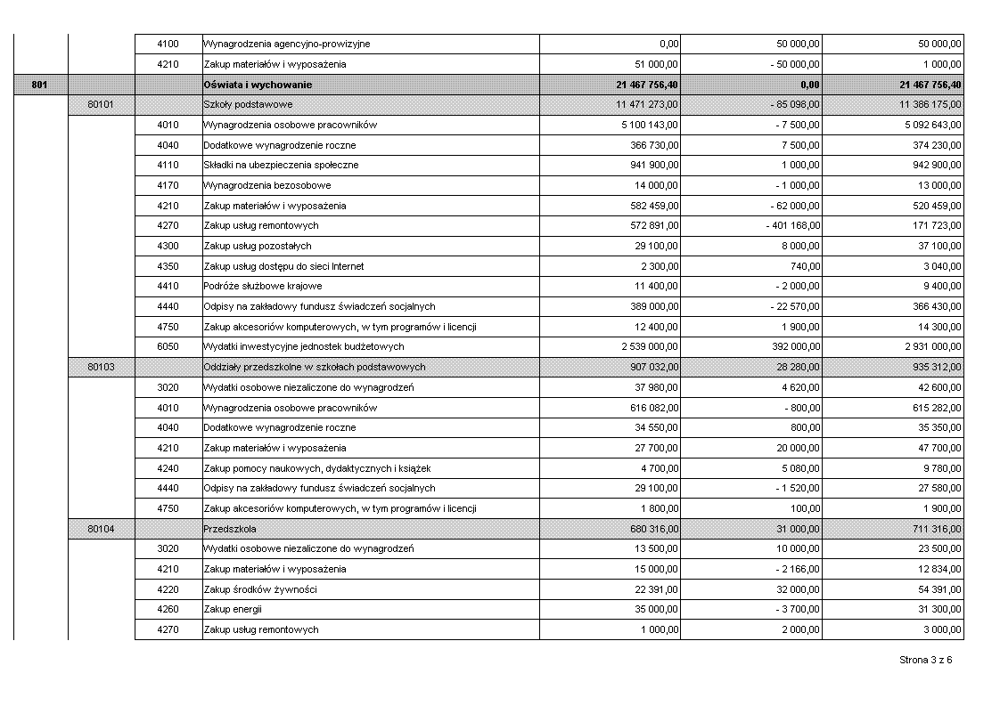 4100 Wynagrodzenia agencyjno-prowizyjne 0,00 50 000,00 50 000,00
4210 Zakup materiałów i wyposażenia 51 000,00 - 50 000,00 1 000,00
801 Oświata i wychowanie 21 467 756,40 0,00 21 467 756,40
80101 Szkoły podstawowe 11 471 273,00 - 85 098,00 11 386 175,00
4010 Wynagrodzenia osobowe pracowników 5 100 143,00 - 7 500,00 5 092 643,00
4040 Dodatkowe wynagrodzenie roczne 366 730,00 7 500,00 374 230,00
4110 Składki na ubezpieczenia społeczne 941 900,00 1 000,00 942 900,00
4170 Wynagrodzenia bezosobowe 14 000,00 - 1 000,00 13 000,00
4210 Zakup materiałów i wyposażenia 582 459,00 - 62 000,00 520 459,00
4270 Zakup usług remontowych 572 891,00 - 401 168,00 171 723,00
4300 Zakup usług pozostałych 29 100,00 8 000,00 37 100,00
4350 Zakup usług dostępu do sieci Internet 2 300,00 740,00 3 040,00
4410 Podróże służbowe krajowe 11 400,00 - 2 000,00 9 400,00
4440 Odpisy na zakładowy fundusz świadczeń socjalnych 389 000,00 - 22 570,00 366 430,00
4750 Zakup akcesoriów komputerowych, w tym programów i licencji 12 400,00 1 900,00 14 300,00
6050 Wydatki inwestycyjne jednostek budżetowych 2 539 000,00 392 000,00 2 931 000,00
80103 Oddziały przedszkolne w szkołach podstawowych 907 032,00 28 280,00 935 312,00
3020 Wydatki osobowe niezaliczone do wynagrodzeń 37 980,00 4 620,00 42 600,00
4010 Wynagrodzenia osobowe pracowników 616 082,00 - 800,00 615 282,00
4040 Dodatkowe wynagrodzenie roczne 34 550,00 800,00 35 350,00
4210 Zakup materiałów i wyposażenia 27 700,00 20 000,00 47 700,00
4240 Zakup pomocy naukowych, dydaktycznych i książek 4 700,00 5 080,00 9 780,00
4440 Odpisy na zakładowy fundusz świadczeń socjalnych 29 100,00 - 1 520,00 27 580,00
4750 Zakup akcesoriów komputerowych, w tym programów i licencji 1 800,00 100,00 1 900,00
80104 Przedszkola 680 316,00 31 000,00 711 316,00
3020 Wydatki osobowe niezaliczone do wynagrodzeń 13 500,00 10 000,00 23 500,00
4210 Zakup materiałów i wyposażenia 15 000,00 - 2 166,00 12 834,00
4220 Zakup środków żywności 22 391,00 32 000,00 54 391,00
4260 Zakup energii 35 000,00 - 3 700,00 31 300,00
4270 Zakup usług remontowych 1 000,00 2 000,00 3 000,00
Strona 3 z 6